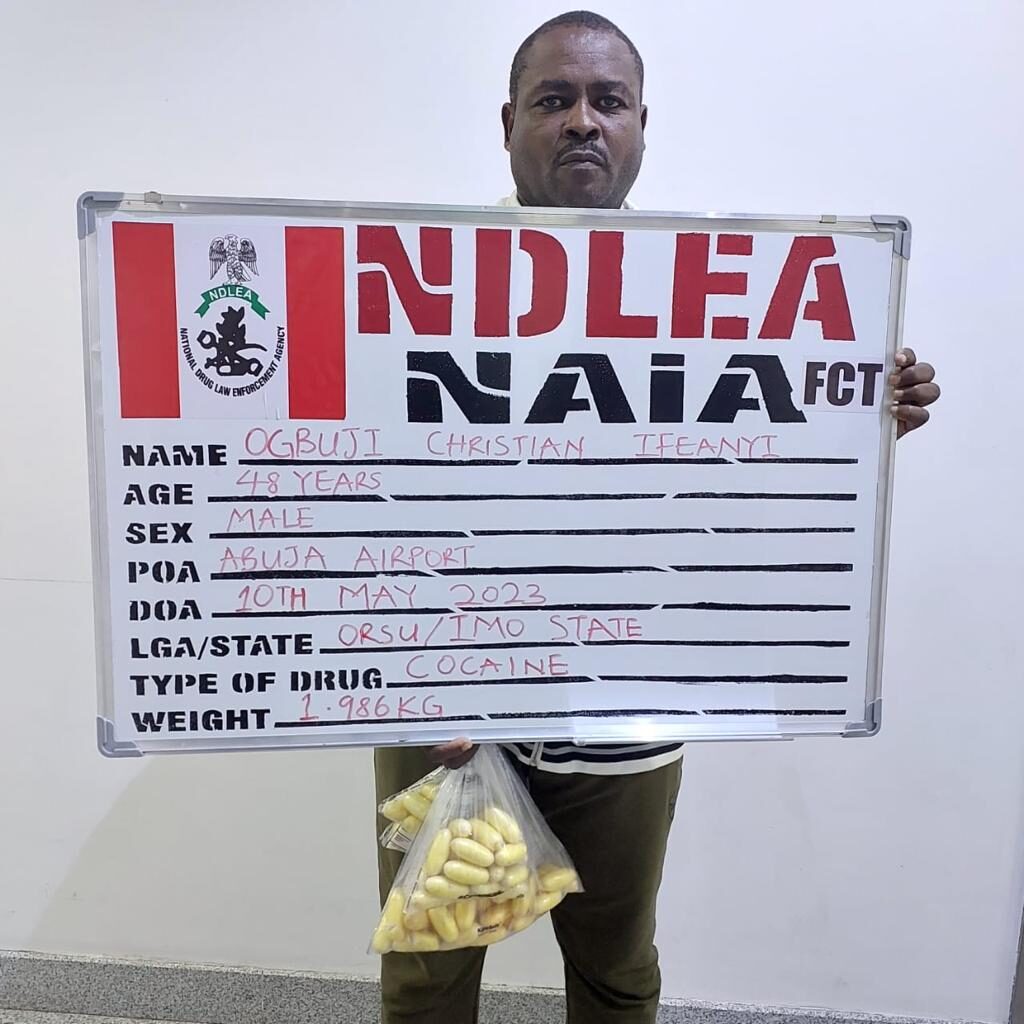 NDLEA
NATIONAL DRUG LAW ENFORCEMENT AGENCY
NDLEA
NAiA FCT
NAME OGBUJI CHRISTIAN IFEANYI
AGE 48 YEARS
SEX MALE
POA ABUJA AIRPORT
DOA 10TH MAY 2023
LGA/STATE ORSU/IMO STATE
TYPE OF DRUG COCAINE
WEIGHT 1.986KG